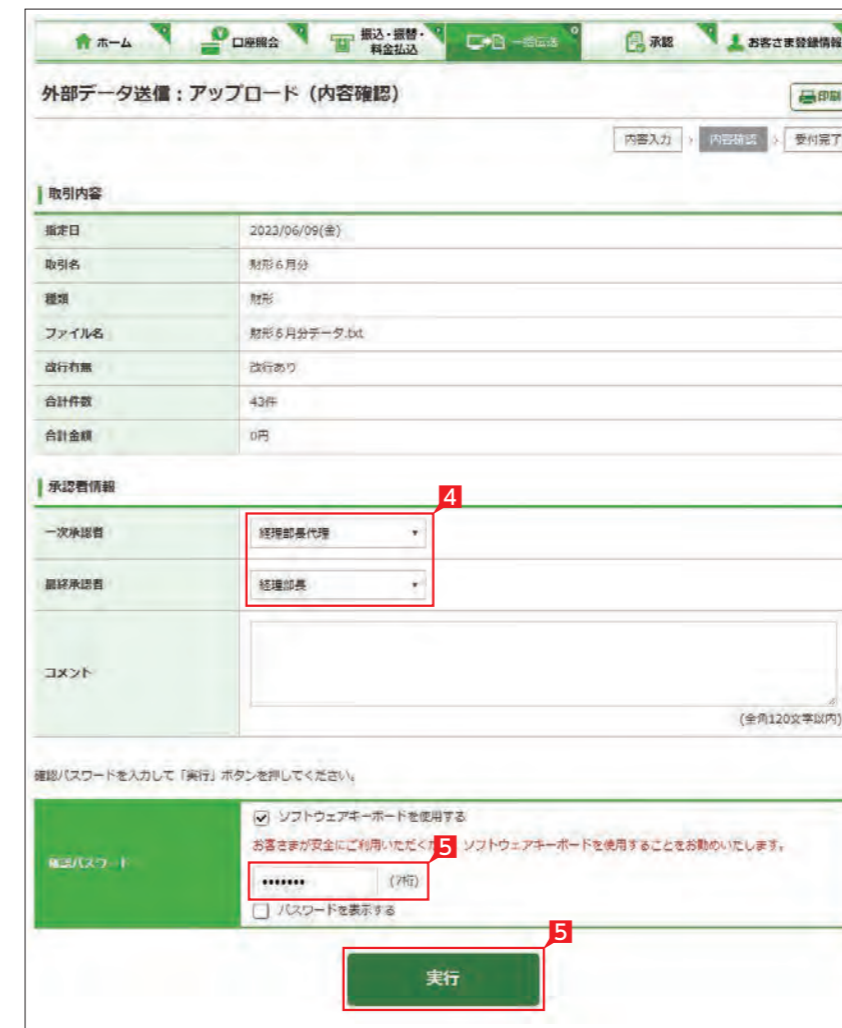 ホーム
口座照会
振込・振替・
料金払込
一括伝送
承認
お客さま登録情報
外部データ送信：アップロード（内容確認）
印刷
内容入力
内容確認
受付完了
取引内容
指定日 2023/06/09(金)
取引名 財形６月分
種類 財形
ファイル名 財形６月分データ.txt
改行有無 改行あり
合計件数 43件
合計金額 0円
承認者情報
4
一次承認者 経理部長代理
最終承認者 経理部長
コメント
(全角120文字以内)
確認パスワードを入力して「実行」ボタンを押してください。
ソフトウェアキーボードを使用する
お客さまが安全にご利用いただくた 5 ソフトウェアキーボードを使用することをお勧めいたします。
確認パスワード
••••••• (7桁)
パスワードを表示する
5
実行